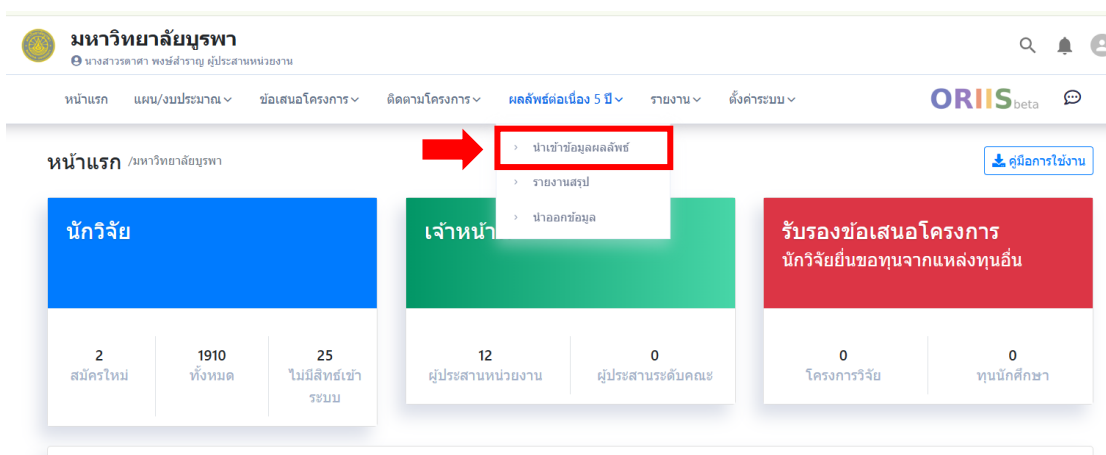 มหาวิทยาลัยบูรพา
นางสาวรดาศา พงษ์สำราญ ผู้ประสานหน่วยงาน
หน้าแรก แผน/งบประมาณ ข้อเสนอโครงการ ติดตามโครงการ ผลลัพธ์ต่อเนื่อง 5 ปี รายงาน ตั้งค่าระบบ ORIIS beta
นำเข้าข้อมูลผลลัพธ์
รายงานสรุป
นำออกข้อมูล
หน้าแรก /มหาวิทยาลัยบูรพา
คู่มือการใช้งาน
นักวิจัย
2 1910 25
สมัครใหม่ ทั้งหมด ไม่มีสิทธ์เข้า
ระบบ
เจ้าหน้า
12 0
ผู้ประสานหน่วยงาน ผู้ประสานระดับคณะ
รับรองข้อเสนอโครงการ
นักวิจัยยื่นขอทุนจากแหล่งทุนอื่น
0 0
โครงการวิจัย ทุนนักศึกษา